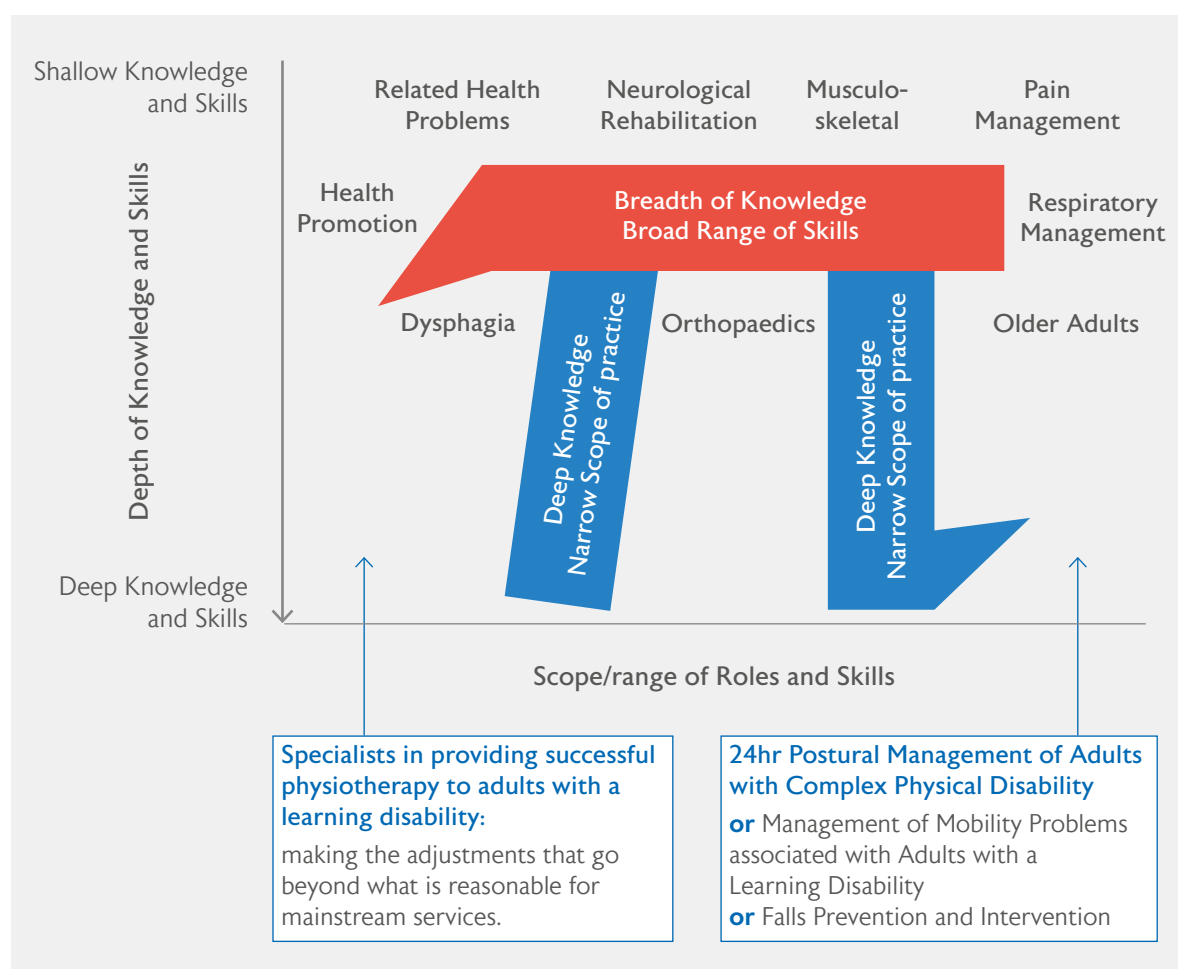 Shallow Knowledge
and Skills
Related Health
Problems
Neurological
Rehabilitation
Musculo-
skeletal
Pain
Management
Health
Promotion
Breadth of Knowledge
Broad Range of Skills
Respiratory
Management
Depth of Knowledge and Skills
Dysphagia
Orthopaedics
Older Adults
Deep Knowledge
Narrow Scope of practice
Deep Knowledge
Narrow Scope of practice
Deep Knowledge
and Skills
Scope/range of Roles and Skills
Specialists in providing successful
physiotherapy to adults with a
learning disability:
making the adjustments that go
beyond what is reasonable for
mainstream services.
24hr Postural Management of Adults
with Complex Physical Disability
or Management of Mobility Problems
associated with Adults with a
Learning Disability
or Falls Prevention and Intervention